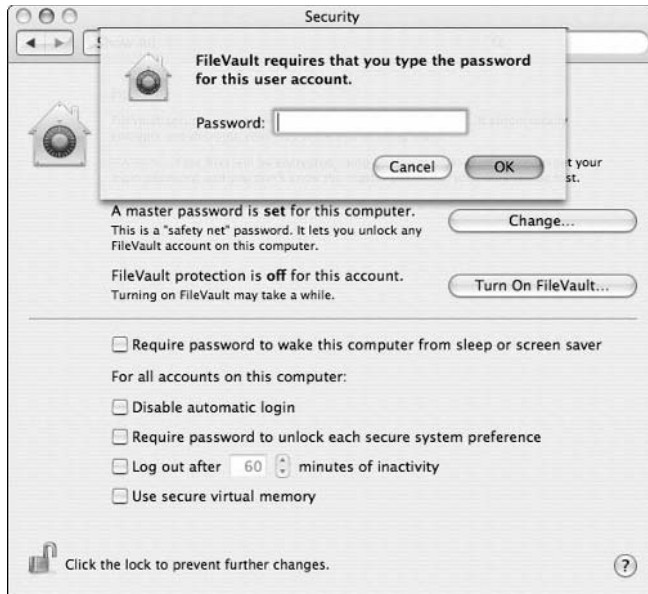 Security
FileVault requires that you type the password
for this user account.
Password:
Cancel
OK
t your
st.
A master password is set for this computer.
This is a "safety net" password. It lets you unlock any
FileVault account on this computer.
Change...
FileVault protection is off for this account.
Turning on FileVault may take a while.
Turn On FileVault...
Require password to wake this computer from sleep or screen saver
For all accounts on this computer:
Disable automatic login
Require password to unlock each secure system preference
Log out after 60 minutes of inactivity
Use secure virtual memory
Click the lock to prevent further changes.
?